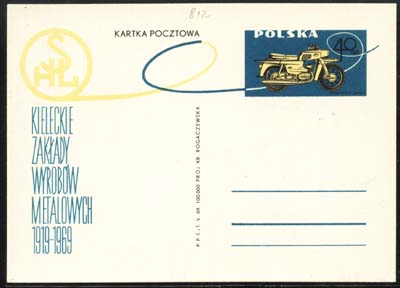 812
SHL
KARTKA POCZTOWA
POLSKA
40
KIELECKIE
ZAKŁADY
WYROBÓW
METALOWYCH
1919-1969
P.P.T.i.T. V. 69. 100.000 PROJ. KR. ROGACZEWSKA